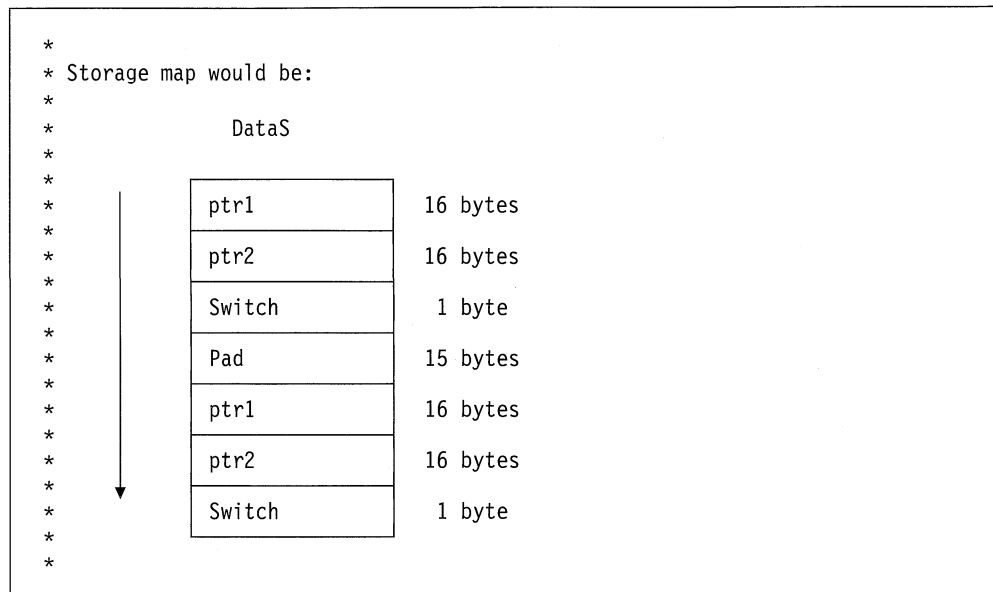 *
* Storage map would be:
*
* DataS
*
*
* ptr1 16 bytes
*
* ptr2 16 bytes
*
* Switch 1 byte
*
* Pad 15 bytes
*
* ptr1 16 bytes
*
* ptr2 16 bytes
*
* Switch 1 byte
*
*